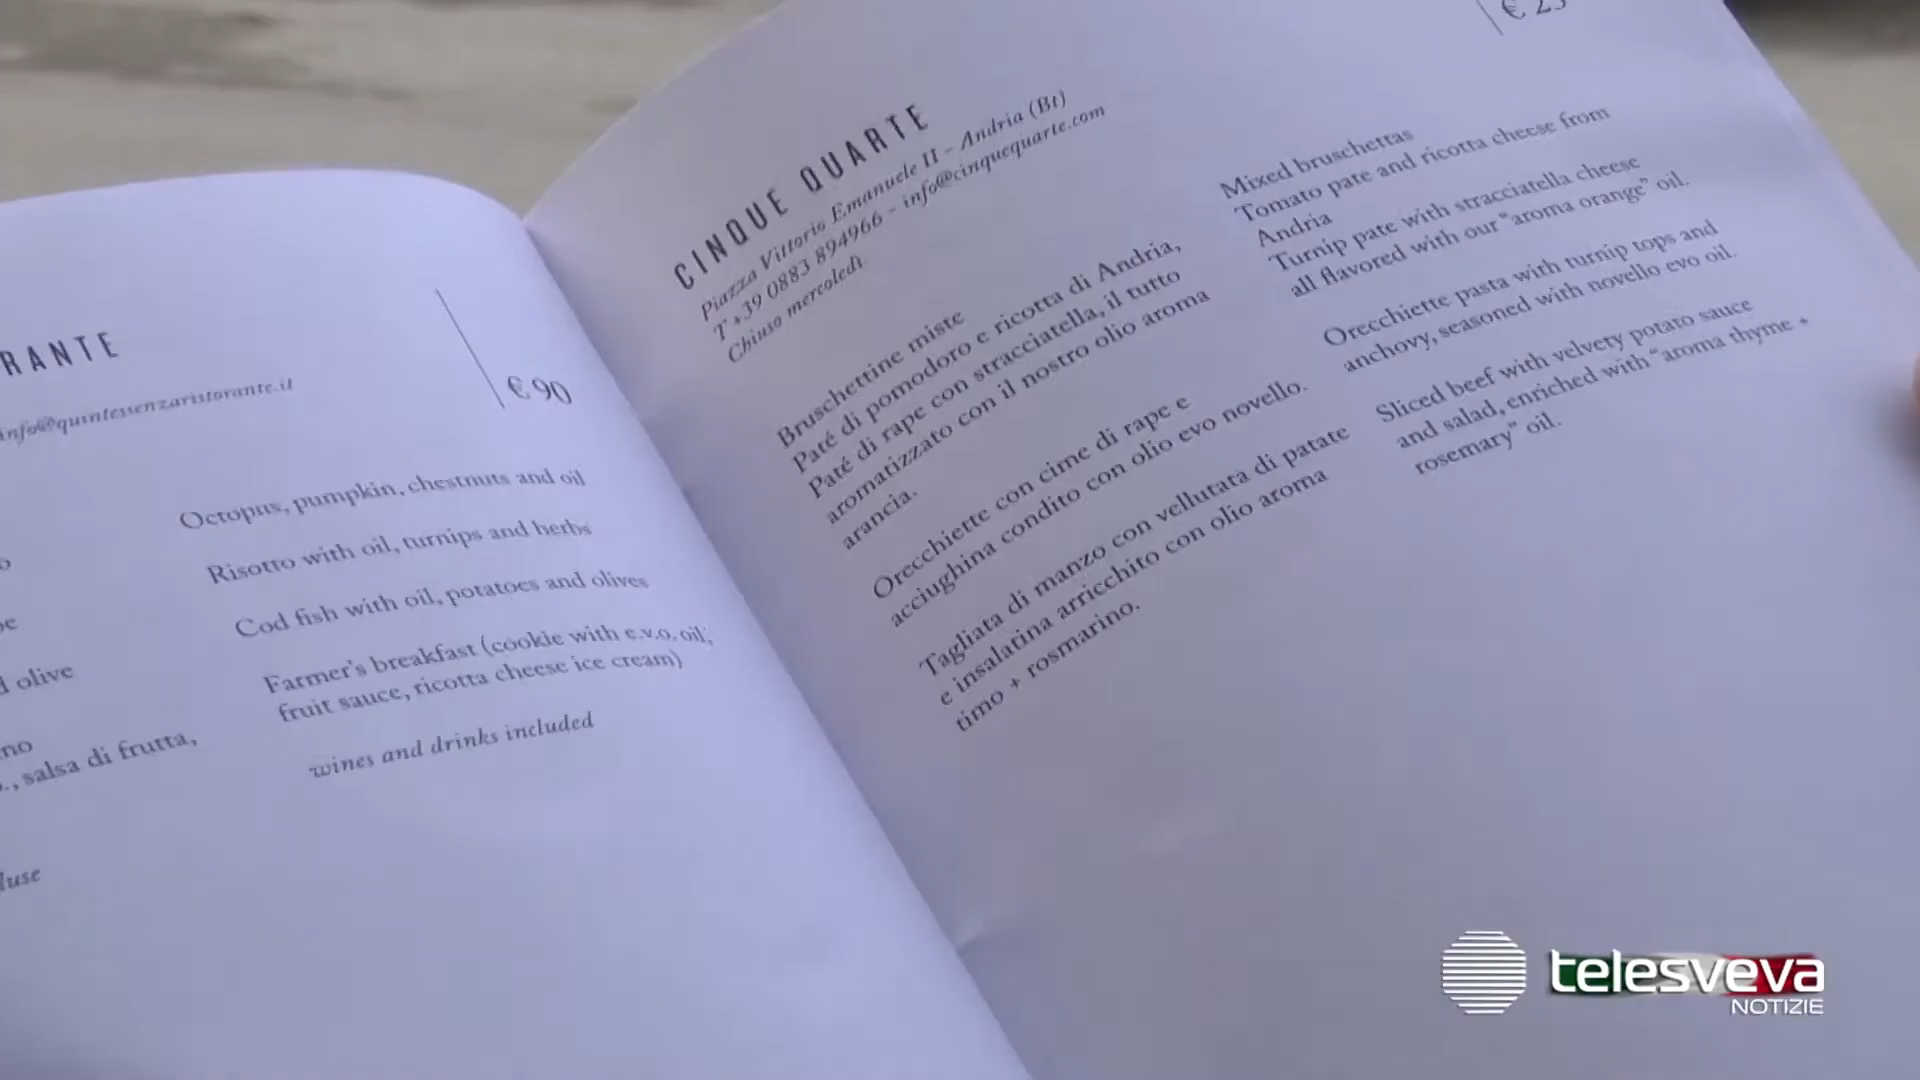 RANTE
info@quintessenzaristorante.it
€ 90
olive
salsa di frutta,
Octopus, pumpkin, chestnuts and oil
Risotto with oil, turnips and herbs
Cod fish with oil, potatoes and olives
Farmer's breakfast (cookie with e.v.o. oil,
fruit sauce, ricotta cheese ice cream)
wines and drinks included
CINQUE QUARTE
Piazza Vittorio Emanuele II - Andria (Bt)
T +39 0883 894966 - info@cinquequarte.com
Chiuso mercoledì.
Bruschettine miste
Paté di pomodoro e ricotta di Andria,
Paté di rape con stracciatella, il tutto
aromatizzato con il nostro olio aroma
arancia.
Orecchiette con cime di rape e
acciughina condito con olio evo novello.
Tagliata di manzo con vellutata di patate
e insalatina arricchito con olio aroma
timo + rosmarino.
Mixed bruschettas
Tomato pate and ricotta cheese from
Andria
Turnip pate with stracciatella cheese
all flavored with our "aroma orange" oil.
Orecchiette pasta with turnip tops and
anchovy, seasoned with novello evo oil.
Sliced beef with velvety potato sauce
and salad, enriched with "aroma thyme +
rosemary" oil.
telesveva
NOTIZIE